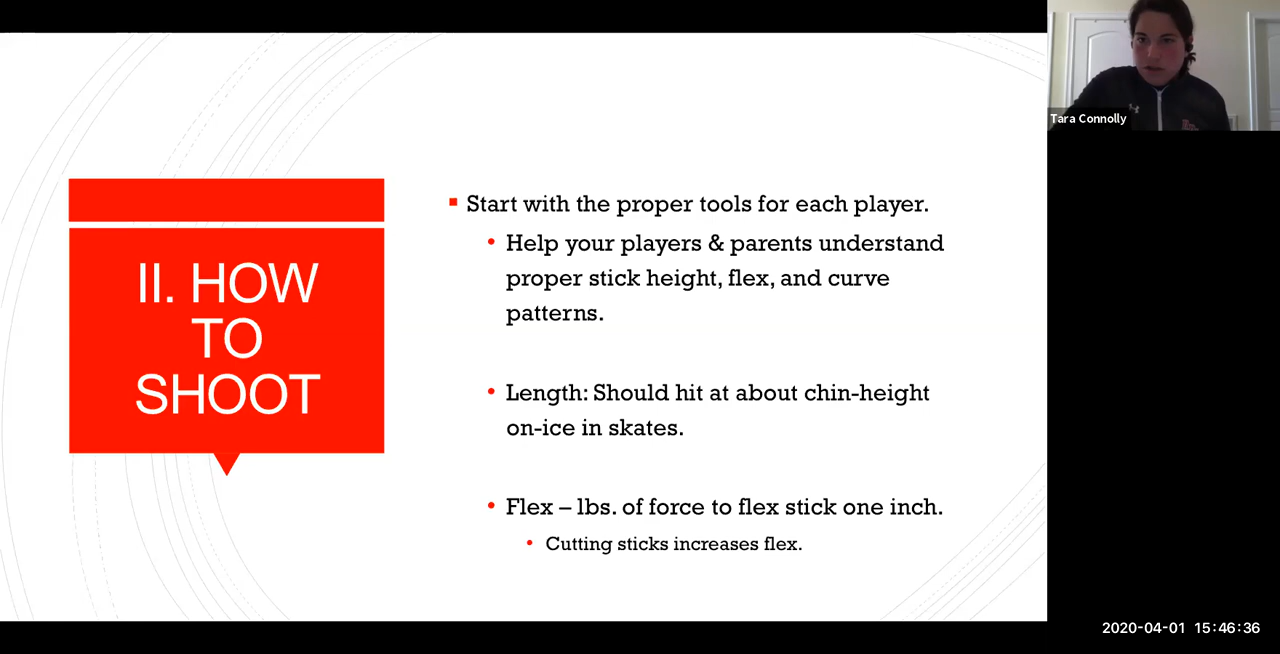 II. HOW
TO
SHOOT
Start with the proper tools for each player.
Help your players & parents understand
proper stick height, flex, and curve
patterns.
Length: Should hit at about chin-height
on-ice in skates.
Flex – lbs. of force to flex stick one inch.
Cutting sticks increases flex.
Tara Connolly
2020-04-01 15:46:36